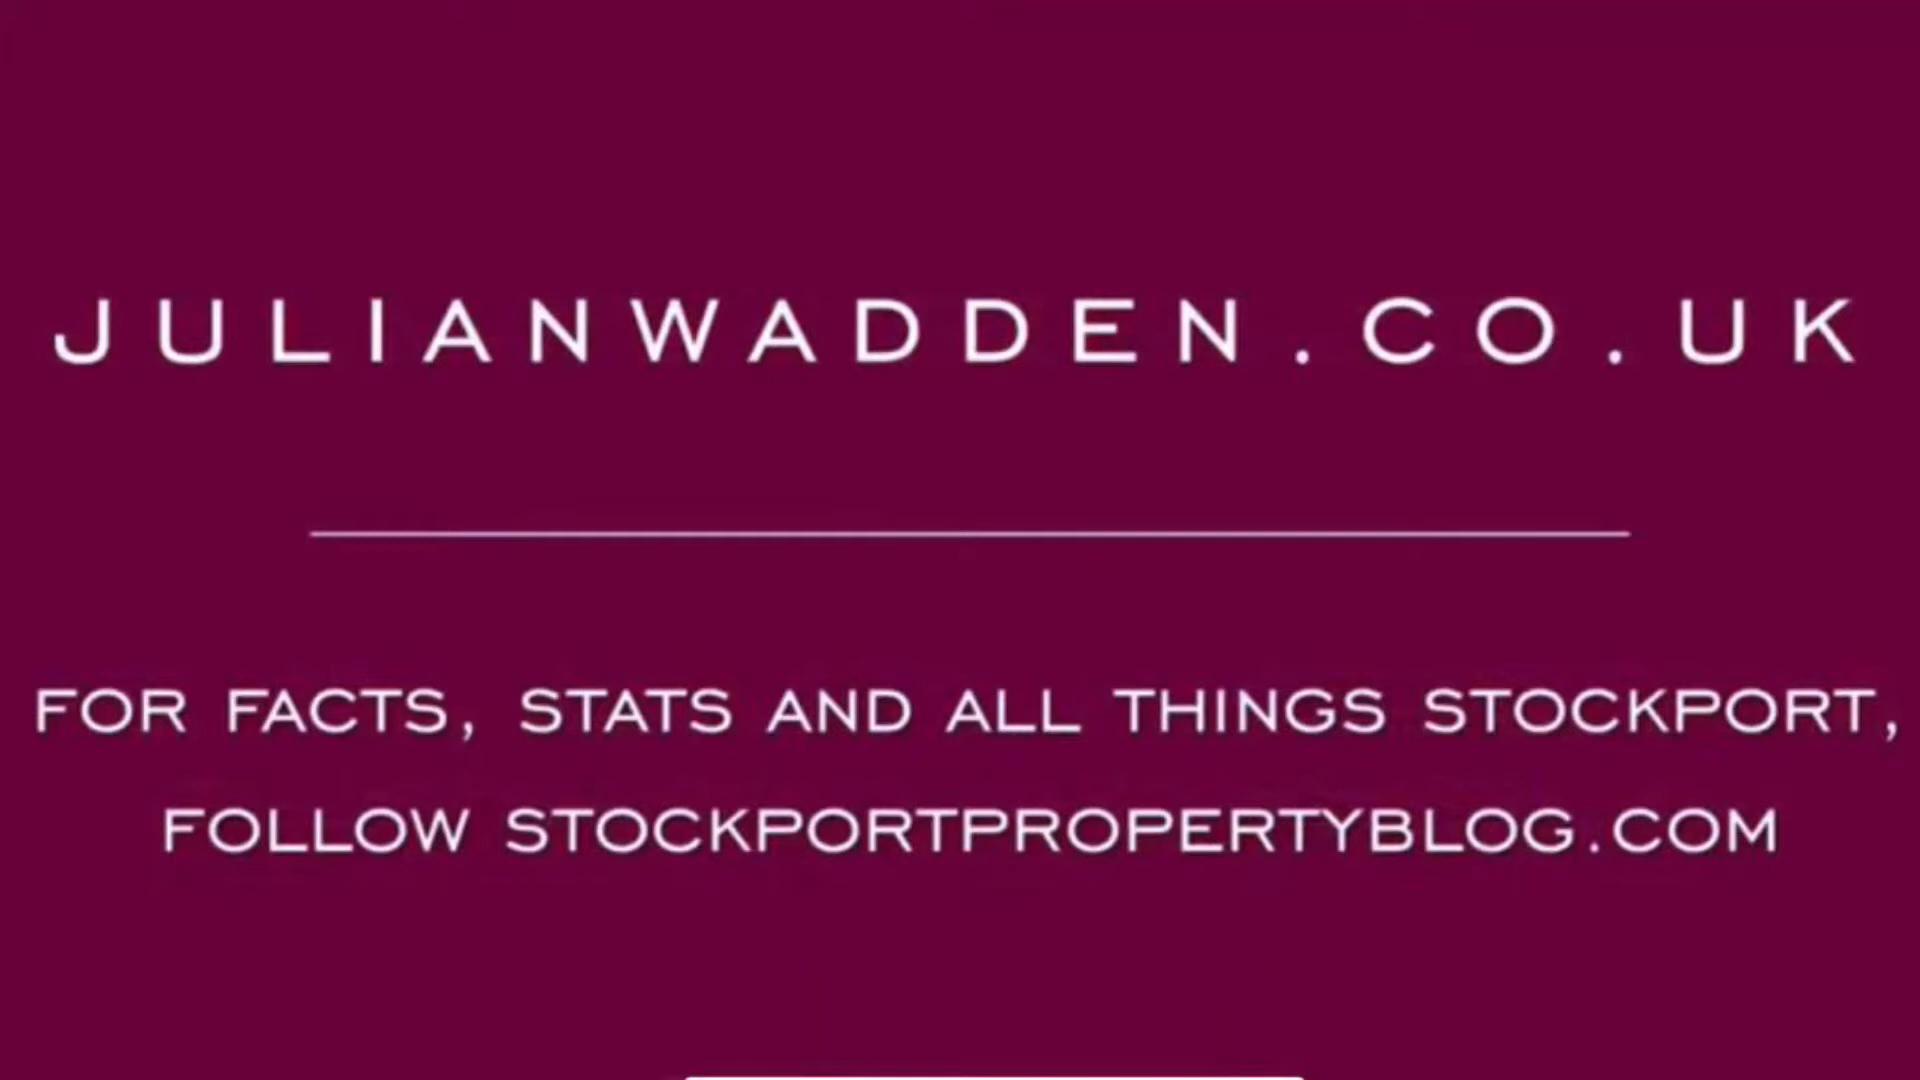 JULIANWADDEN.CO.UK
FOR FACTS, STATS AND ALL THINGS STOCKPORT,
FOLLOW STOCKPORTPROPERTYBLOG.COM